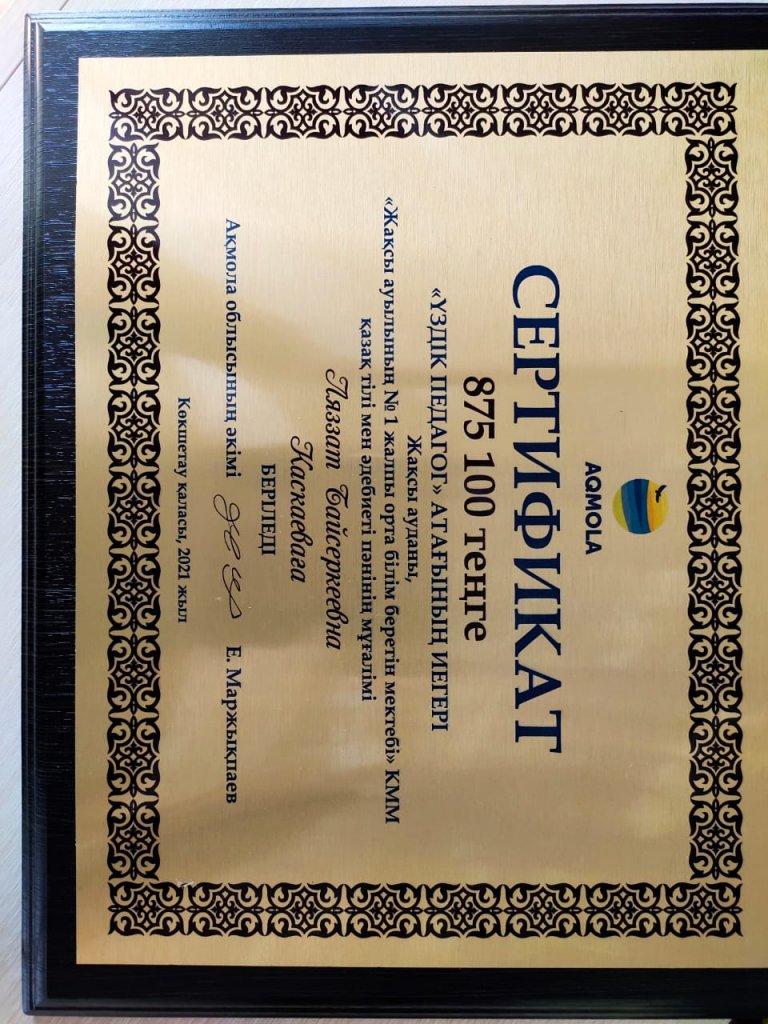 AQMOLA
СЕРТИФИКАТ
875 100 теңге
«ҮЗДІК ПЕДАГОГ» АТАҒЫНЫҢ ИЕГЕРІ
Жақсы ауданы,
«Жақсы ауылының № 1 жалпы орта білім беретін мектебі» КММ
қазақ тілі мен әдебиеті пәнінің мұғалімі
Ляззат Байсеркеевна
Каскаеваға
БЕРІЛЕДІ
Ақмола облысының әкімі Е. Маржықпаев
Көкшетау қаласы, 2021 жыл